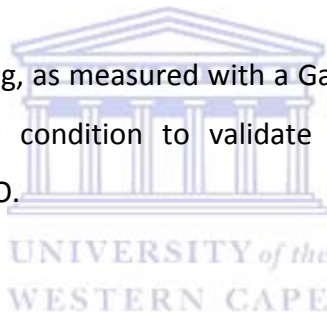 g, as measured with a Ga
condition to validate
O.
UNIVERSITY of the
WESTERN CAPE